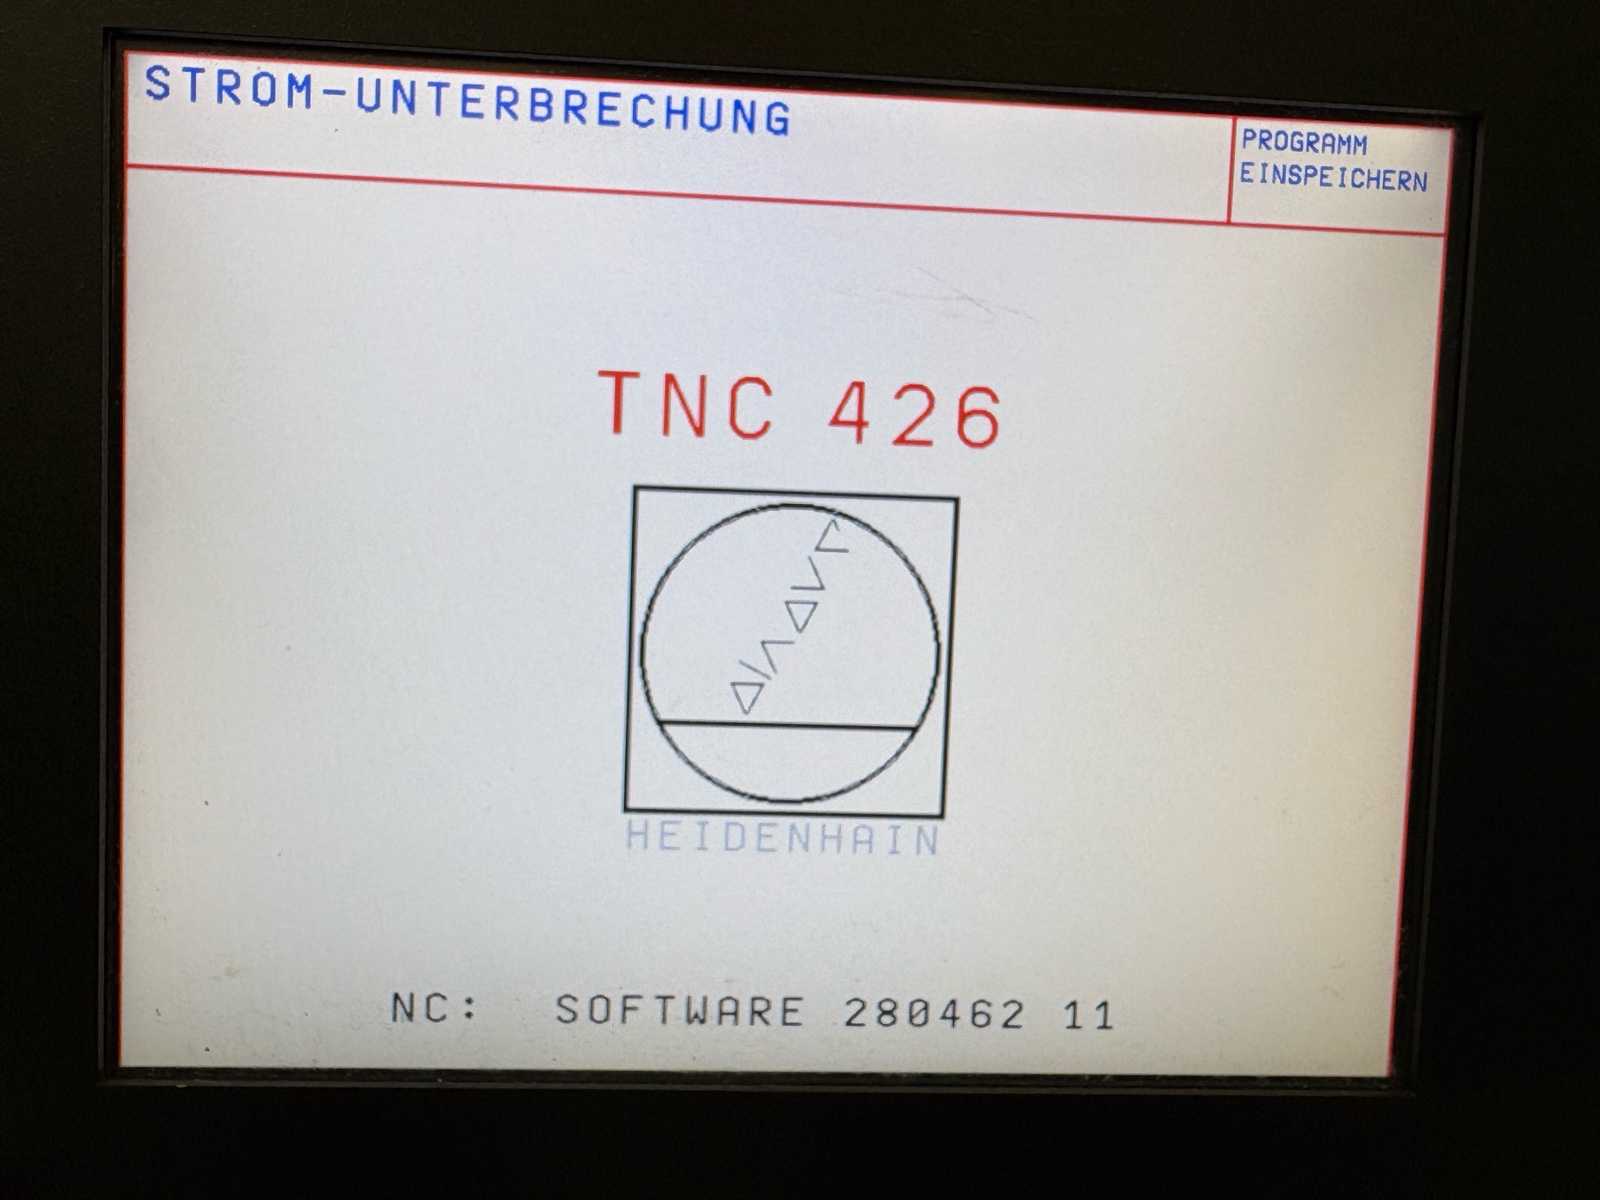 STROM-UNTERBRECHUNG
PROGRAMM
EINSPEICHERN
TNC 426
HEIDENHAIN
NC: SOFTWARE 280462 11